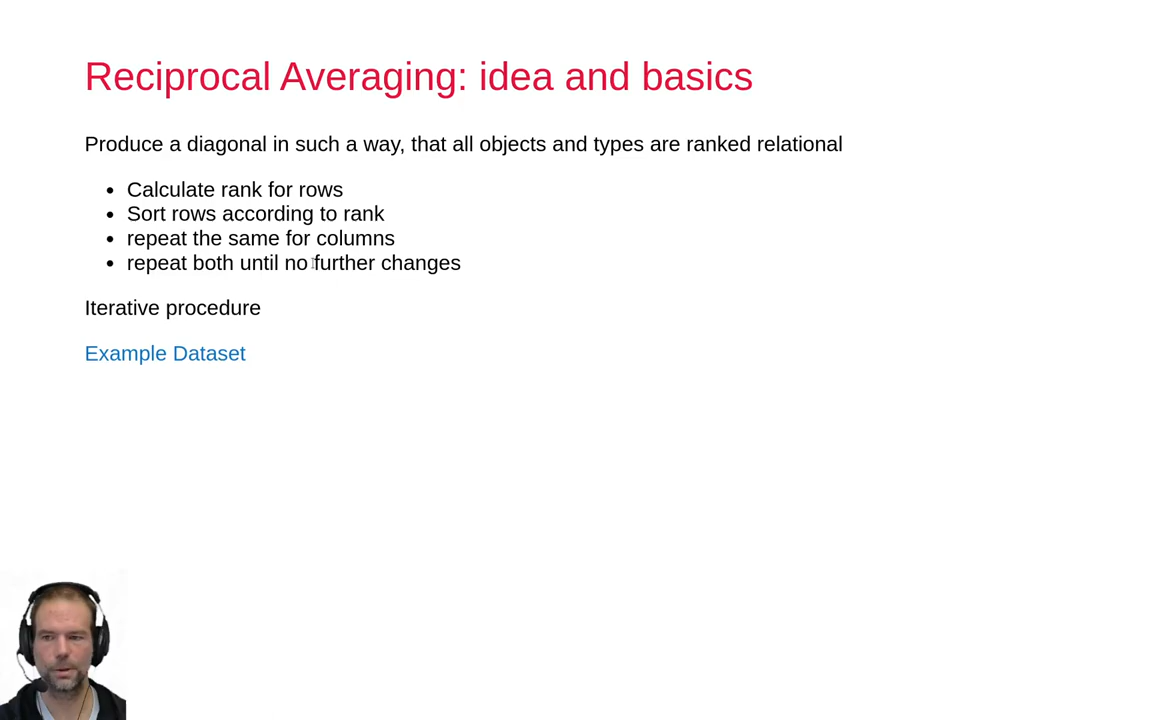 Reciprocal Averaging: idea and basics
Produce a diagonal in such a way, that all objects and types are ranked relational
• Calculate rank for rows
• Sort rows according to rank
• repeat the same for columns
• repeat both until no further changes
Iterative procedure
Example Dataset